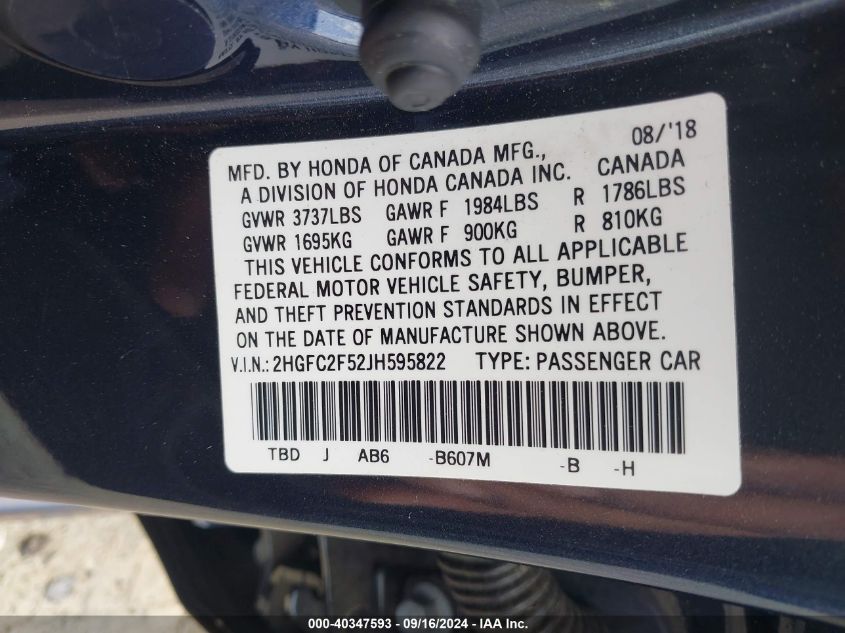 08/'18
MFD. BY HONDA OF CANADA MFG.,
A DIVISION OF HONDA CANADA INC. CANADA
GVWR 3737LBS GAWR F 1984LBS R 1786LBS
GVWR 1695KG GAWR F 900KG R 810KG
THIS VEHICLE CONFORMS TO ALL APPLICABLE
FEDERAL MOTOR VEHICLE SAFETY, BUMPER,
AND THEFT PREVENTION STANDARDS IN EFFECT
ON THE DATE OF MANUFACTURE SHOWN ABOVE.
V.I.N.: 2HGFC2F52JH595822 TYPE: PASSENGER CAR
TBD J AB6 -B607M -B -H
000-40347593 - 09/16/2024 - IAA Inc.